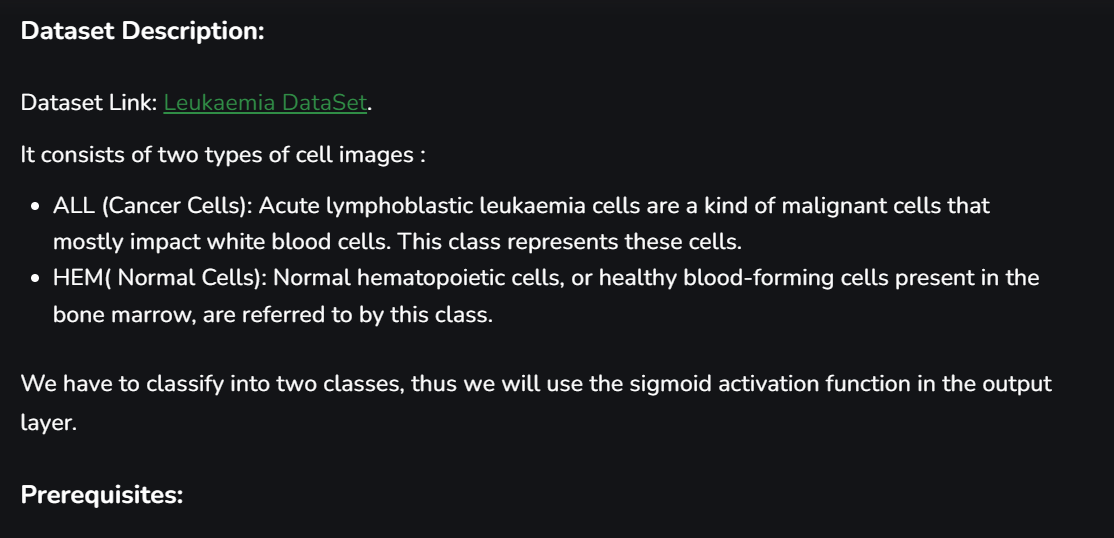 Dataset Description:
Dataset Link: Leukaemia DataSet.
It consists of two types of cell images :
ALL (Cancer Cells): Acute lymphoblastic leukaemia cells are a kind of malignant cells that
mostly impact white blood cells. This class represents these cells.
HEM( Normal Cells): Normal hematopoietic cells, or healthy blood-forming cells present in the
bone marrow, are referred to by this class.
We have to classify into two classes, thus we will use the sigmoid activation function in the output
layer.
Prerequisites: